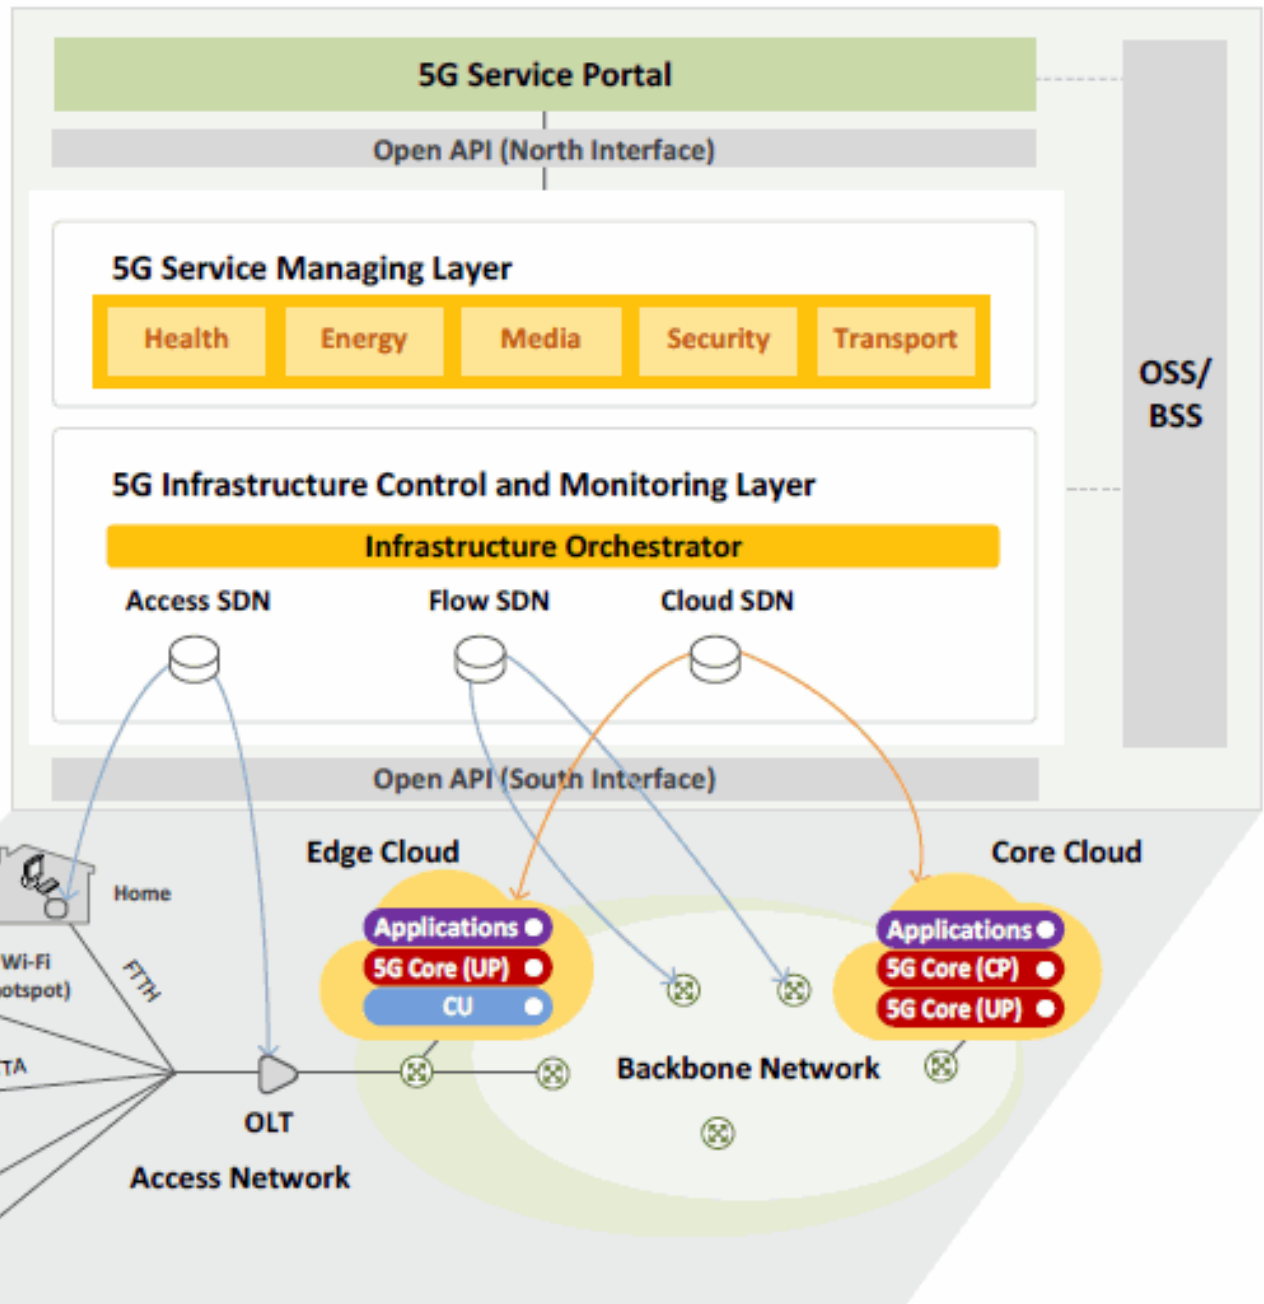 5G Service Portal
Open API (North Interface)
5G Service Managing Layer
Health
Energy
Media
Security
Transport
OSS/
BSS
5G Infrastructure Control and Monitoring Layer
Infrastructure Orchestrator
Access SDN
Flow SDN
Cloud SDN
Open API (South Interface)
Edge Cloud
Core Cloud
Home
Applications
5G Core (UP)
CU
Applications
5G Core (CP)
5G Core (UP)
Wi-Fi
otspot)
FTTH
TA
OLT
Backbone Network
Access Network